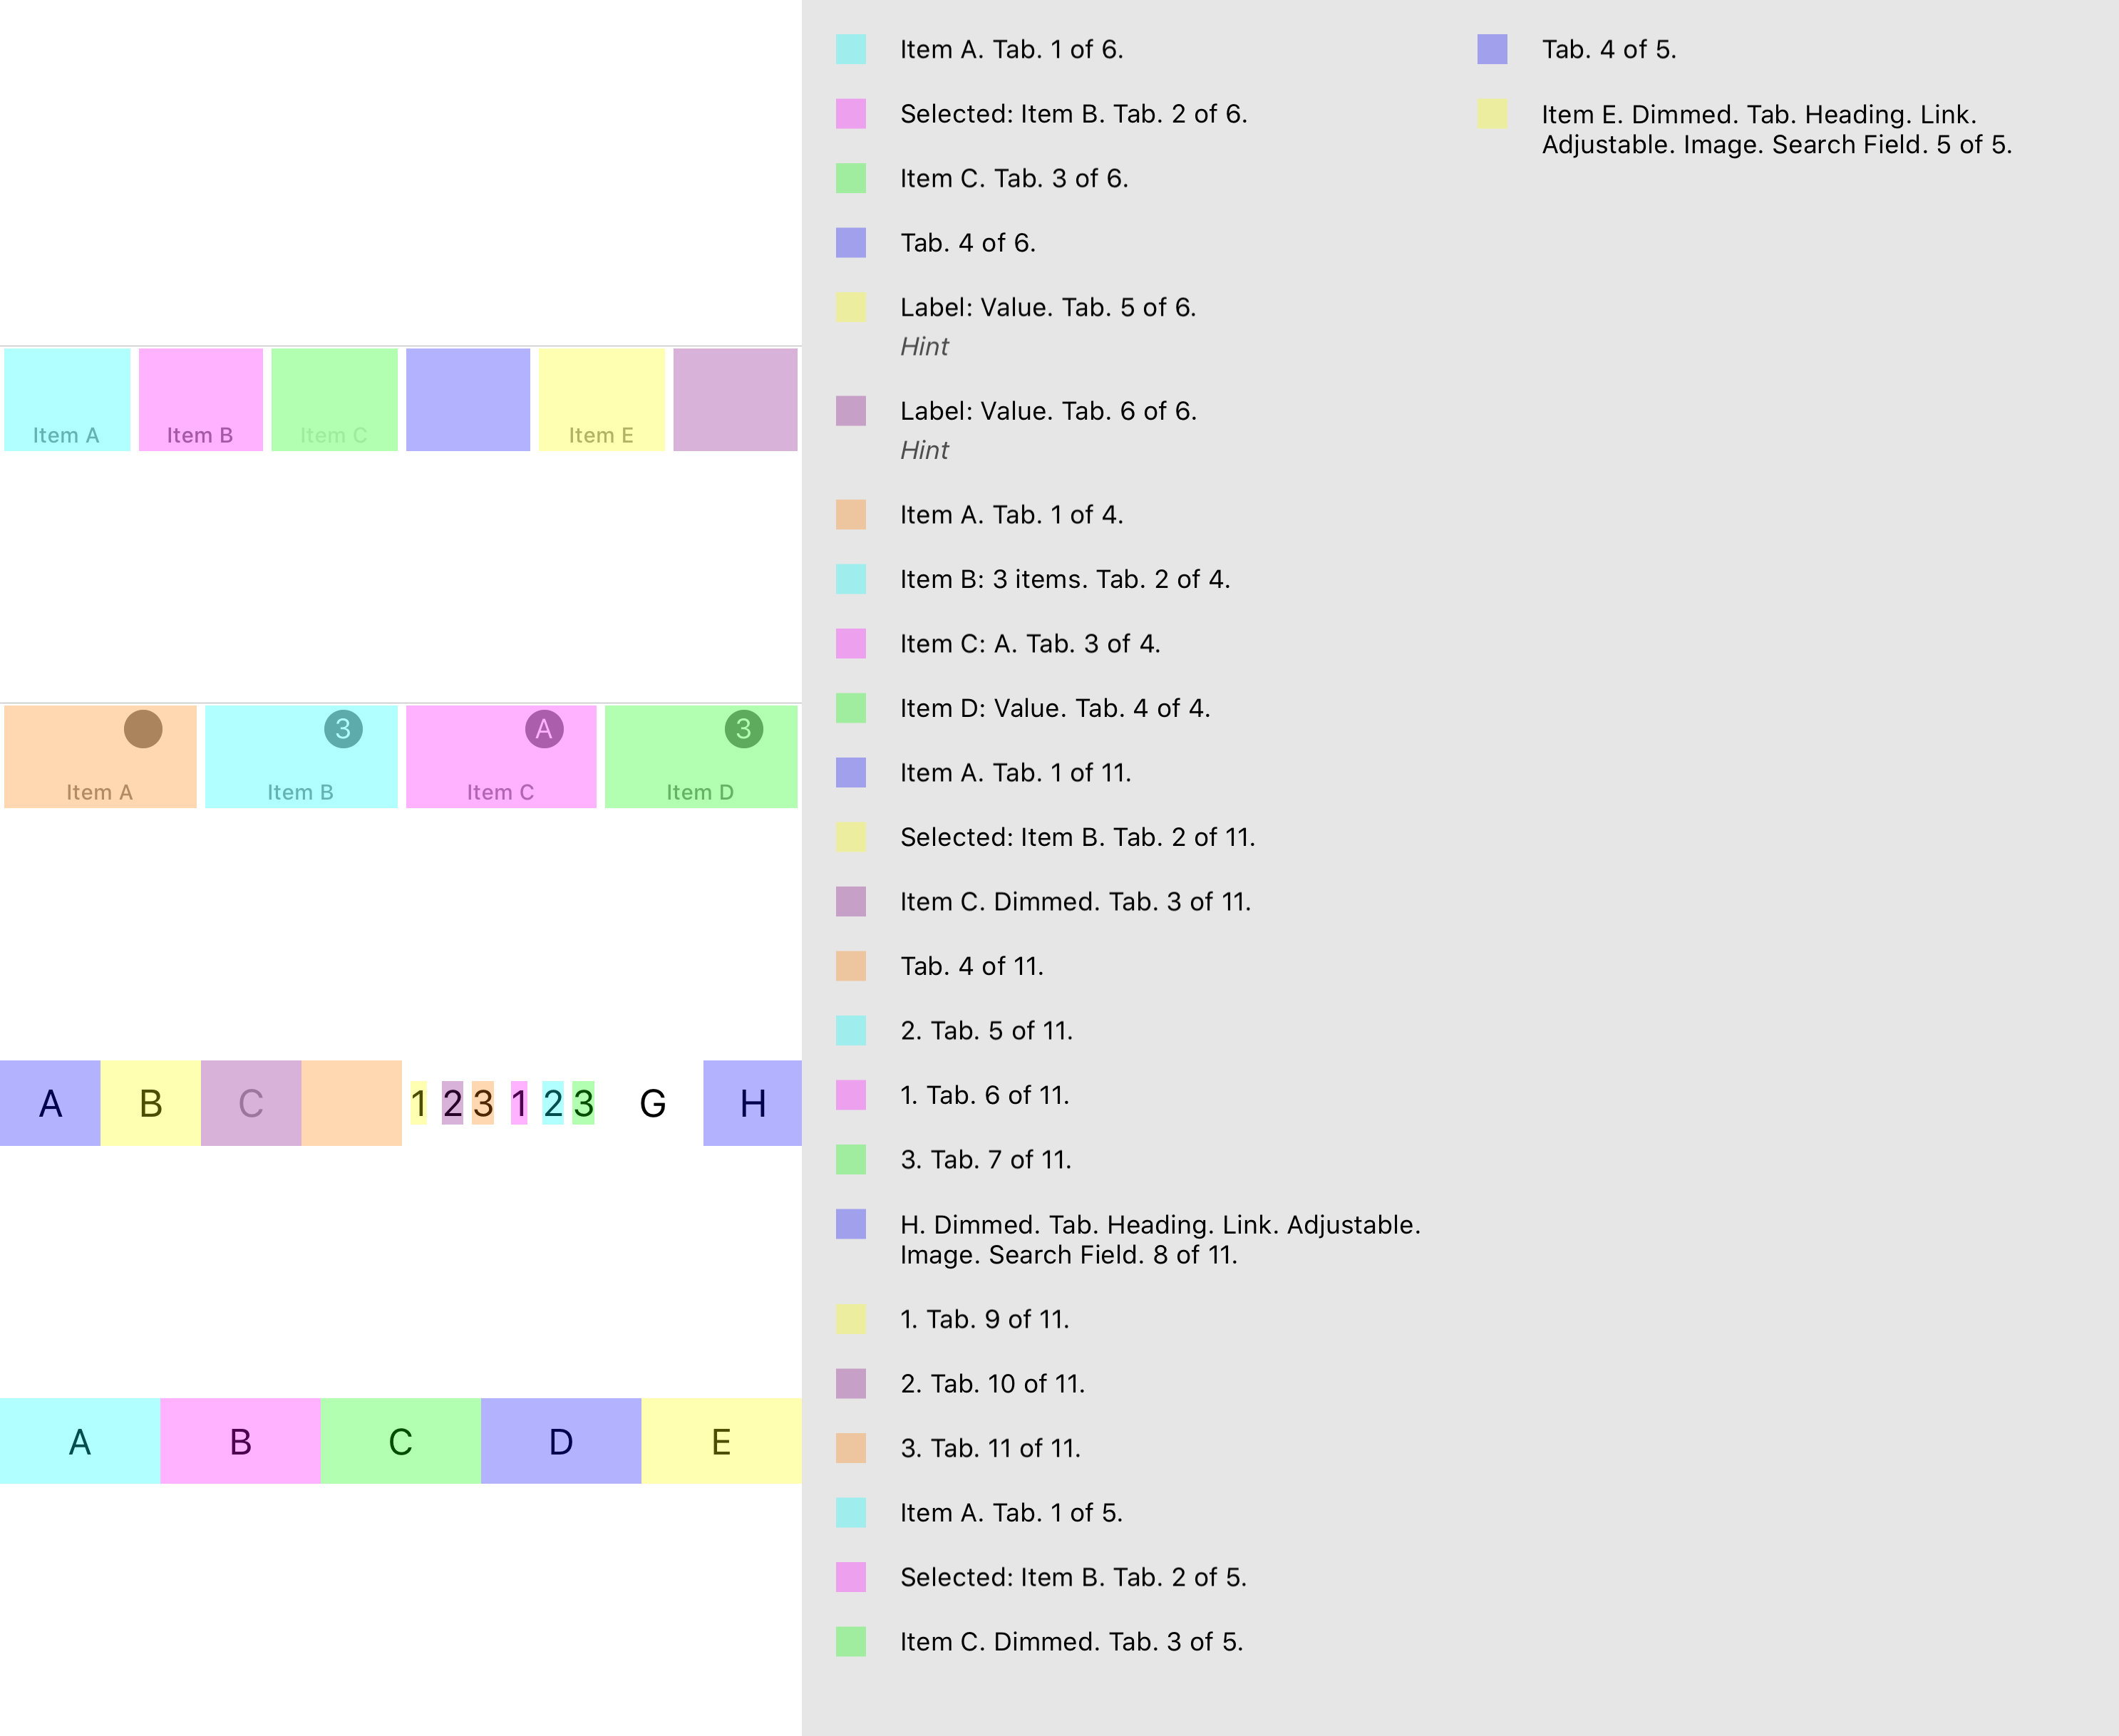 Item A
Item B
Item C
Item E
3
A
3
Item A
Item B
Item C
Item D
A
B
C
1
2
3
1
2
3
G
H
A
B
C
D
E
Item A. Tab. 1 of 6.
Selected: Item B. Tab. 2 of 6.
Item C. Tab. 3 of 6.
Tab. 4 of 6.
Label: Value. Tab. 5 of 6.
Hint
Label: Value. Tab. 6 of 6.
Hint
Item A. Tab. 1 of 4.
Item B: 3 items. Tab. 2 of 4.
Item C: A. Tab. 3 of 4.
Item D: Value. Tab. 4 of 4.
Item A. Tab. 1 of 11.
Selected: Item B. Tab. 2 of 11.
Item C. Dimmed. Tab. 3 of 11.
Tab. 4 of 11.
2. Tab. 5 of 11.
1. Tab. 6 of 11.
3. Tab. 7 of 11.
H. Dimmed. Tab. Heading. Link. Adjustable.
Image. Search Field. 8 of 11.
1. Tab. 9 of 11.
2. Tab. 10 of 11.
3. Tab. 11 of 11.
Item A. Tab. 1 of 5.
Selected: Item B. Tab. 2 of 5.
Item C. Dimmed. Tab. 3 of 5.
Tab. 4 of 5.
Item E. Dimmed. Tab. Heading. Link.
Adjustable. Image. Search Field. 5 of 5.